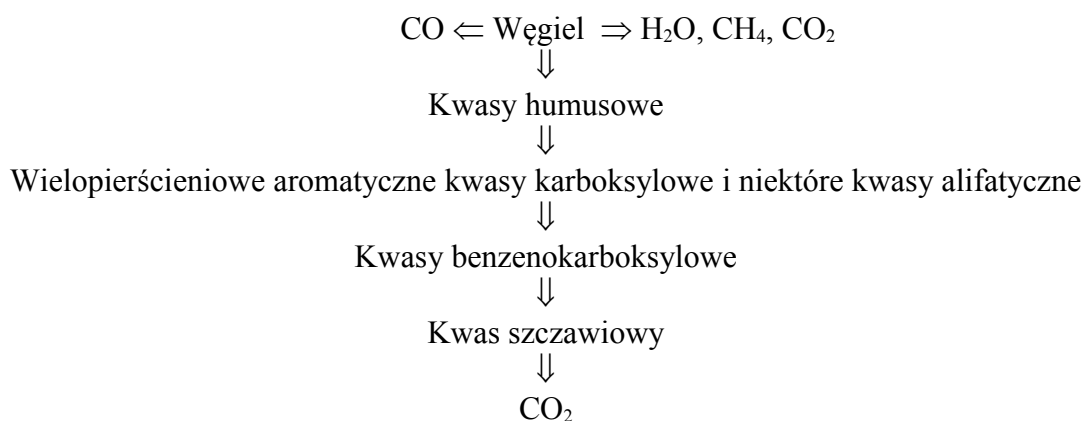 CO ⇐ Węgiel ⇒ H₂O, CH₄, CO₂
⇓
Kwasy humusowe
⇓
Wielopierścieniowe aromatyczne kwasy karboksylowe i niektóre kwasy alifatyczne
⇓
Kwasy benzenokarboksylowe
⇓
Kwas szczawiowy
⇓
CO₂